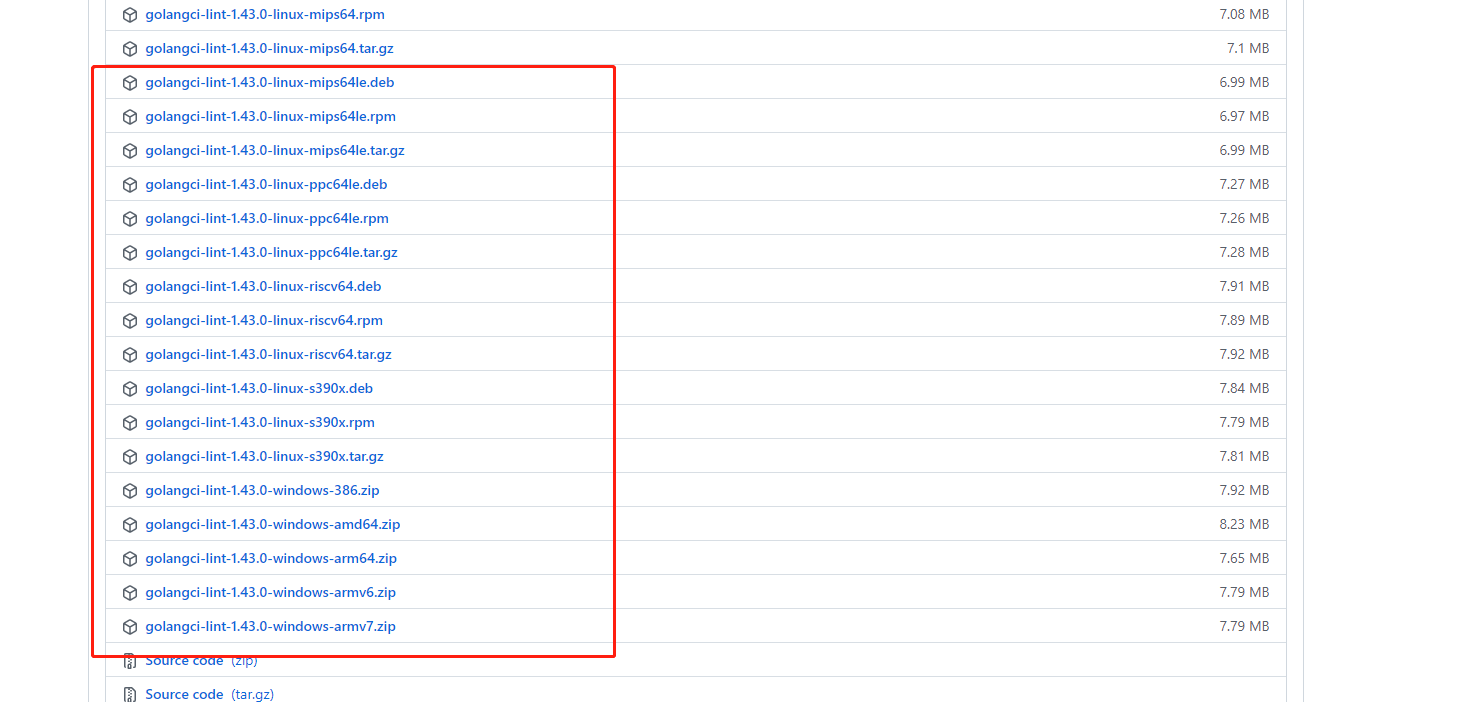 golangci-lint-1.43.0-linux-mips64.rpm 7.08 MB
golangci-lint-1.43.0-linux-mips64.tar.gz 7.1 MB
golangci-lint-1.43.0-linux-mips64le.deb 6.99 MB
golangci-lint-1.43.0-linux-mips64le.rpm 6.97 MB
golangci-lint-1.43.0-linux-mips64le.tar.gz 6.99 MB
golangci-lint-1.43.0-linux-ppc64le.deb 7.27 MB
golangci-lint-1.43.0-linux-ppc64le.rpm 7.26 MB
golangci-lint-1.43.0-linux-ppc64le.tar.gz 7.28 MB
golangci-lint-1.43.0-linux-riscv64.deb 7.91 MB
golangci-lint-1.43.0-linux-riscv64.rpm 7.89 MB
golangci-lint-1.43.0-linux-riscv64.tar.gz 7.92 MB
golangci-lint-1.43.0-linux-s390x.deb 7.84 MB
golangci-lint-1.43.0-linux-s390x.rpm 7.79 MB
golangci-lint-1.43.0-linux-s390x.tar.gz 7.81 MB
golangci-lint-1.43.0-windows-386.zip 7.92 MB
golangci-lint-1.43.0-windows-amd64.zip 8.23 MB
golangci-lint-1.43.0-windows-arm64.zip 7.65 MB
golangci-lint-1.43.0-windows-armv6.zip 7.79 MB
golangci-lint-1.43.0-windows-armv7.zip 7.79 MB
Source code (zip)
Source code (tar.gz)